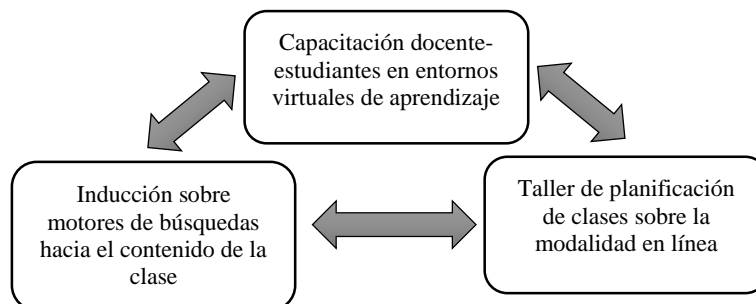 Capacitación docente-
estudiantes en entornos
virtuales de aprendizaje
Inducción sobre
motores de búsquedas
hacia el contenido de la
clase
Taller de planificación
de clases sobre la
modalidad en línea